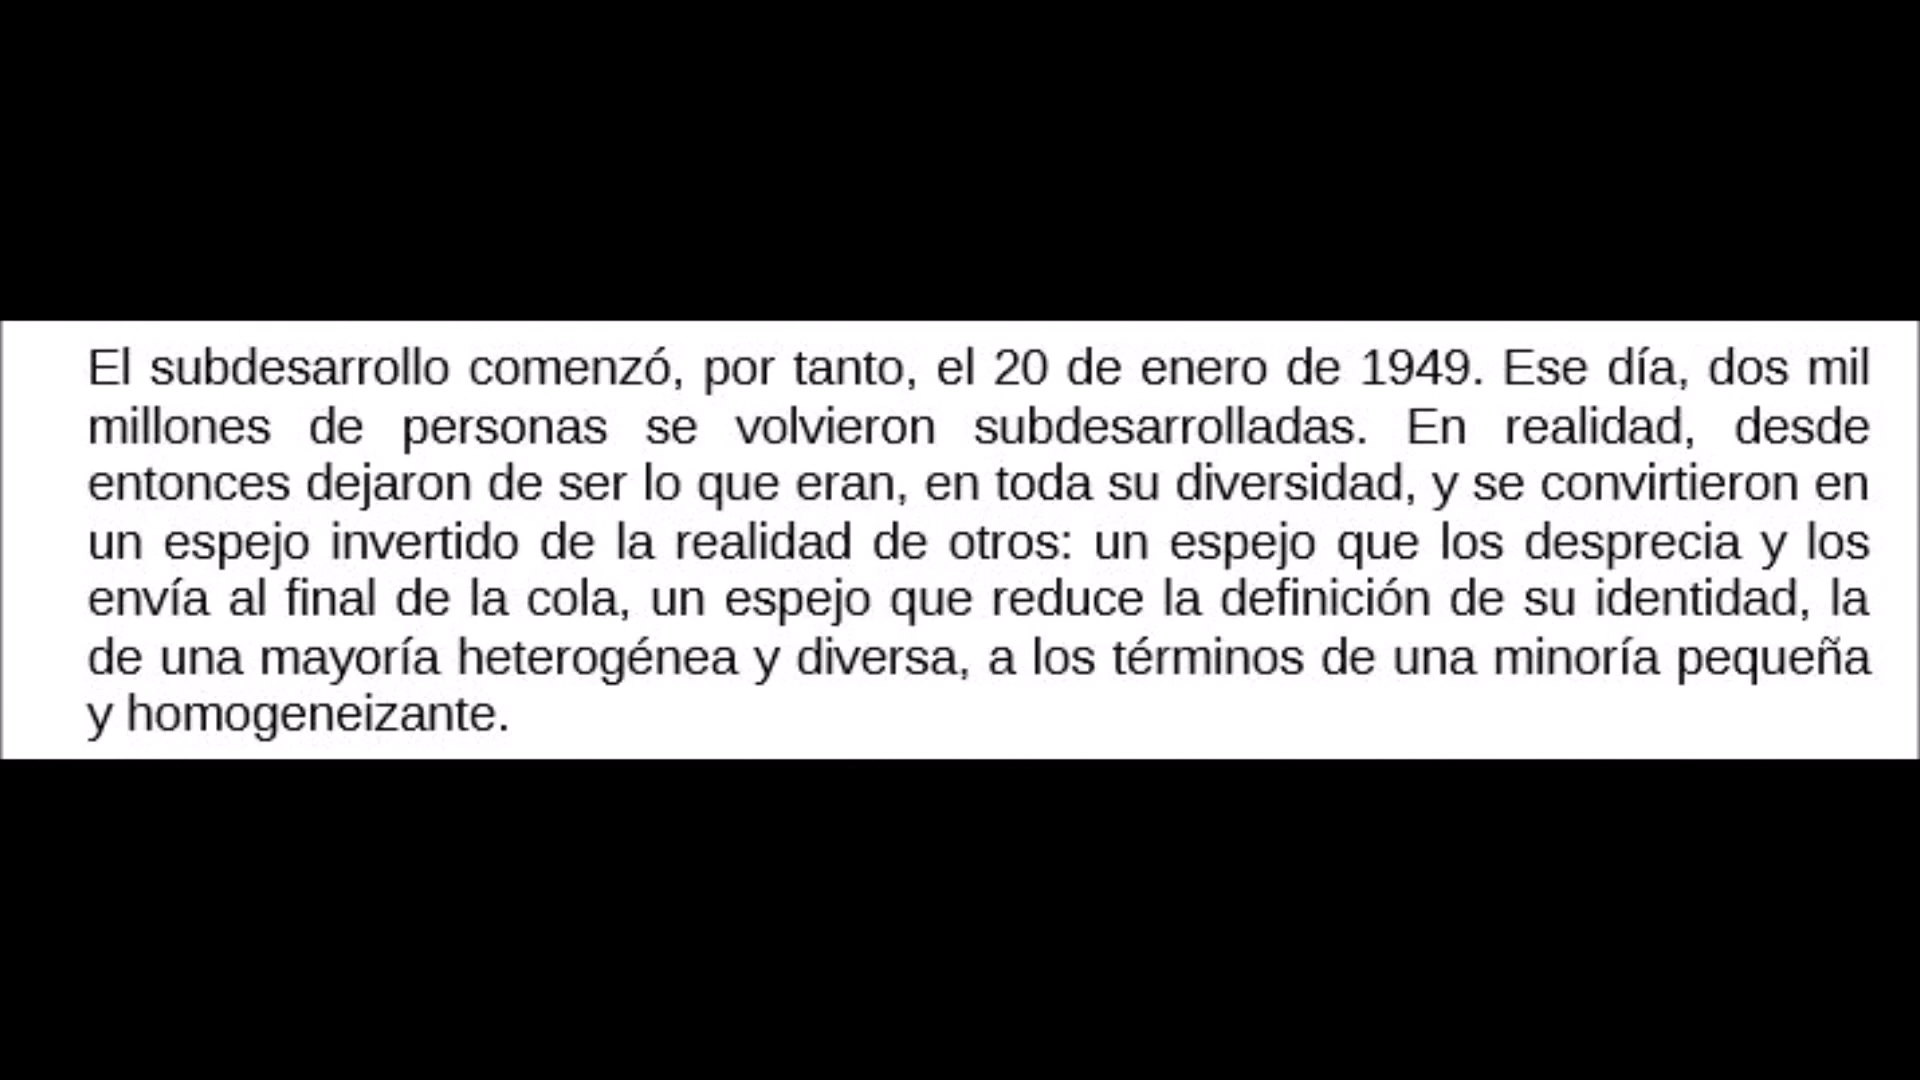 El subdesarrollo comenzó, por tanto, el 20 de enero de 1949. Ese día, dos mil
millones de personas se volvieron subdesarrolladas. En realidad, desde
entonces dejaron de ser lo que eran, en toda su diversidad, y se convirtieron en
un espejo invertido de la realidad de otros: un espejo que los desprecia y los
envía al final de la cola, un espejo que reduce la definición de su identidad, la
de una mayoría heterogénea y diversa, a los términos de una minoría pequeña
y homogeneizante.